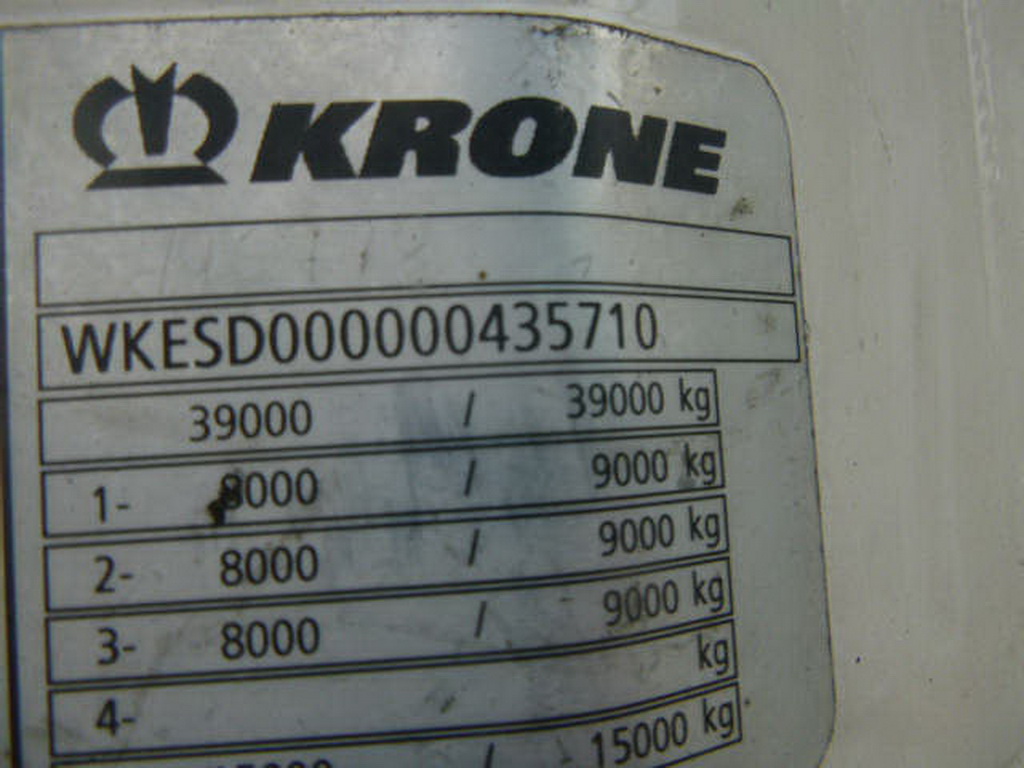 KRONE
WKESD000000435710
39000 / 39000 kg
1- 8000 / 9000 kg
2- 8000 / 9000 kg
3- 8000 / 9000 kg
4- kg
/ 15000 kg